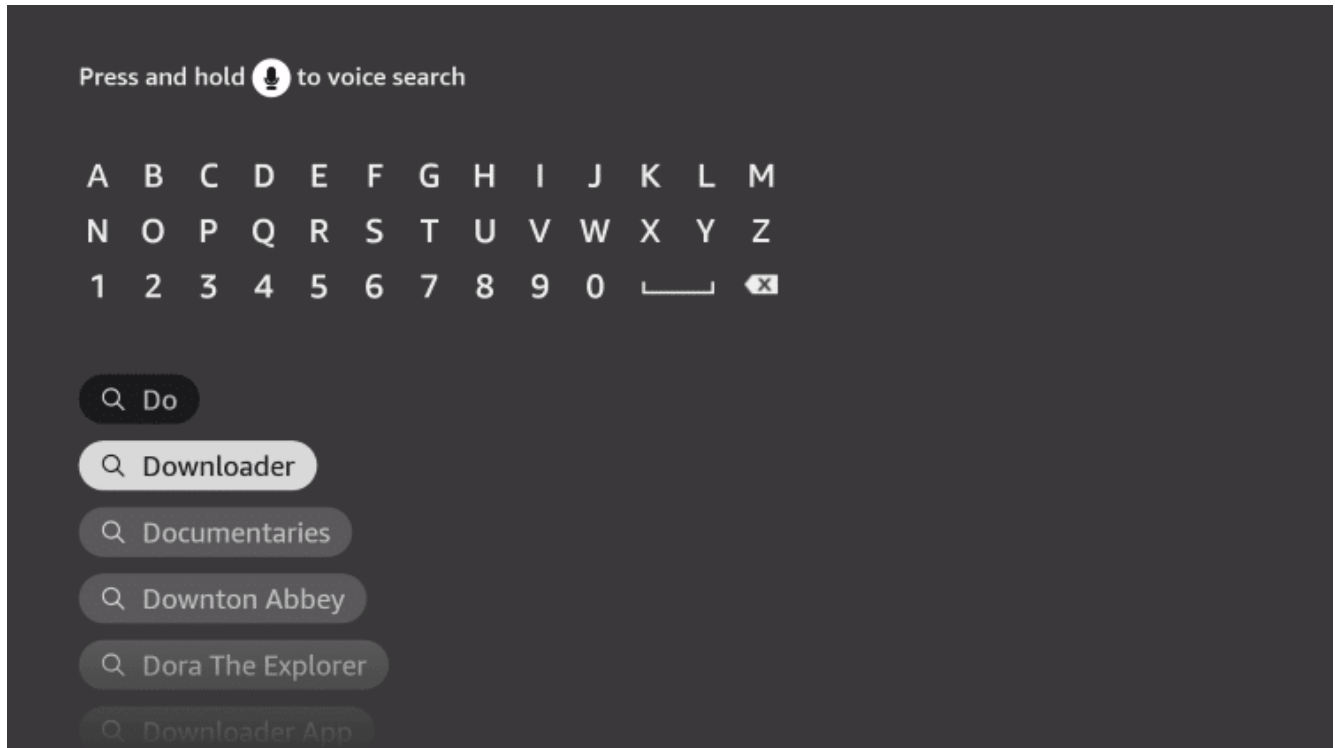 Press and hold to voice search
A B C D E F G H I J K L M
N O P Q R S T U V W X Y Z
1 2 3 4 5 6 7 8 9 0
Do
Downloader
Documentaries
Downton Abbey
Dora The Explorer
Downloader App